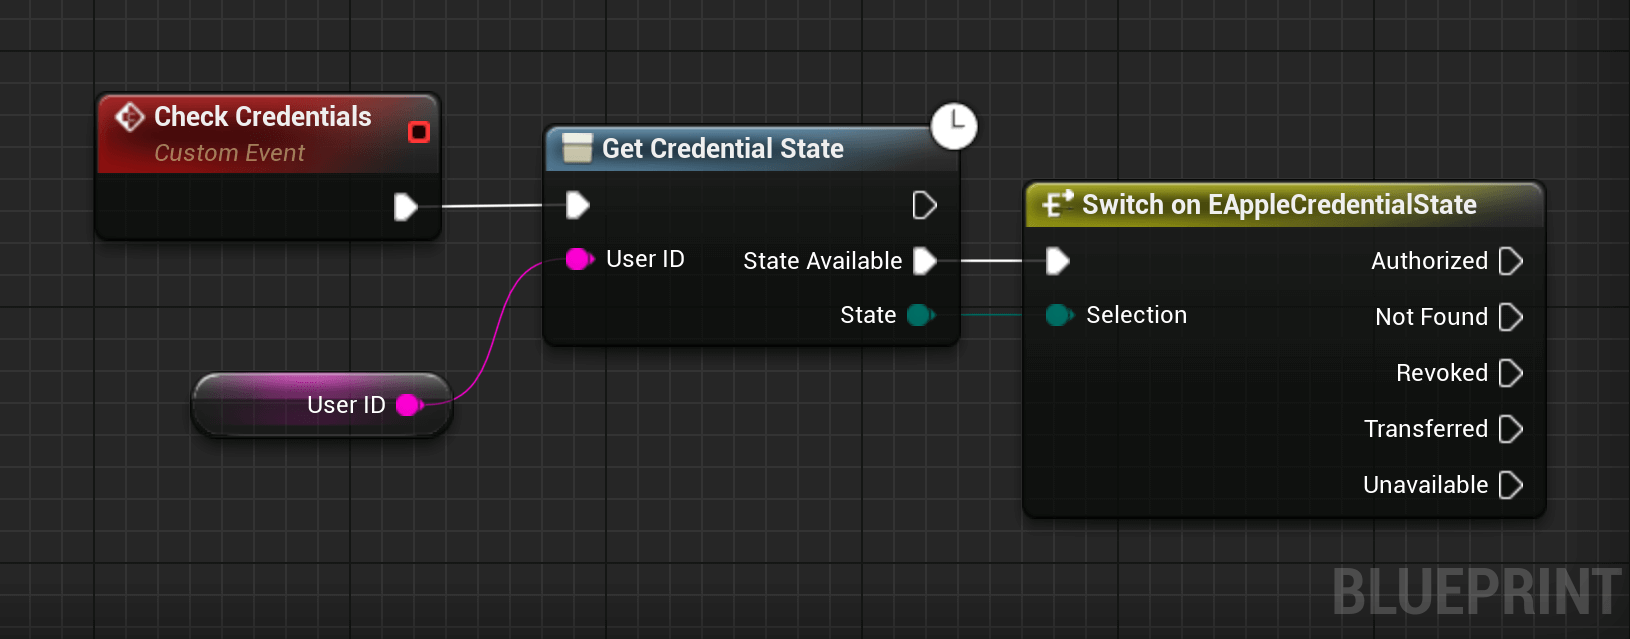 Check Credentials
Custom Event
Get Credential State
User ID
State Available
State
User ID
Switch on EAppleCredentialState
Selection
Authorized
Not Found
Revoked
Transferred
Unavailable
BLUEPRINT